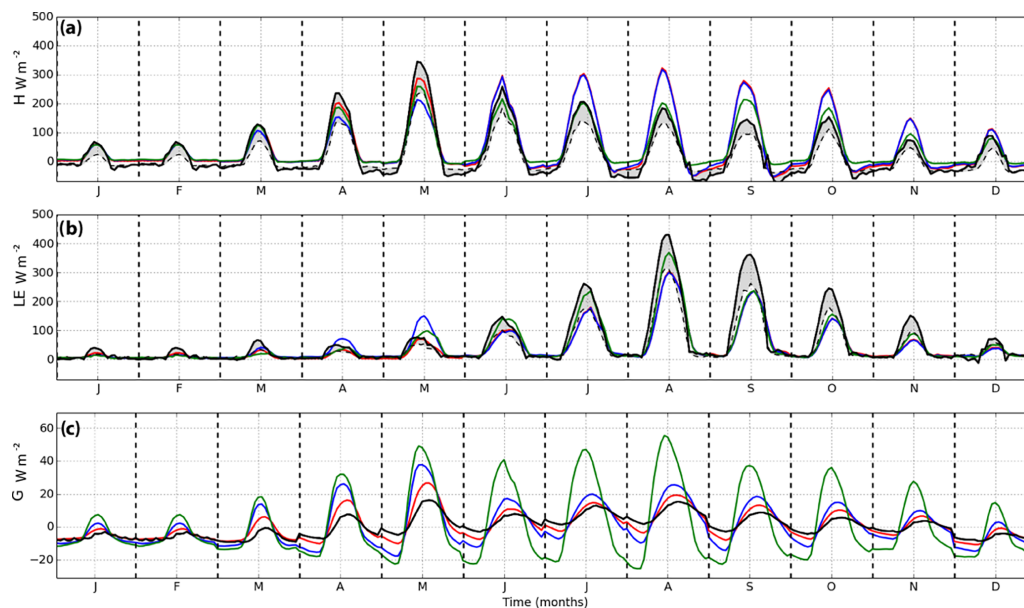 (a)
500
400
300
200
100
0
H W m⁻²
J F M A M J J A S O N D
(b)
500
400
300
200
100
0
LE W m⁻²
J F M A M J J A S O N D
(c)
60
40
20
0
−20
G W m⁻²
J F M A M J J A S O N D
Time (months)